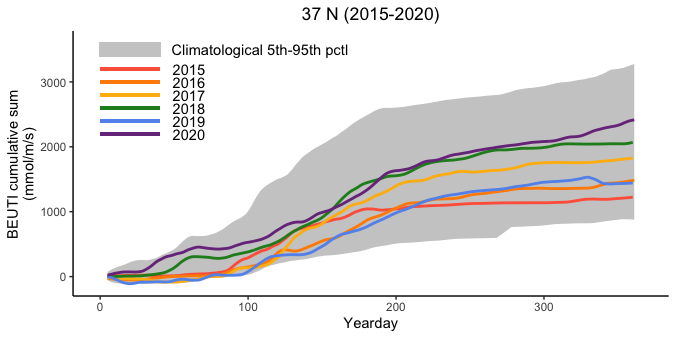 37 N (2015-2020)
Climatological 5th-95th pctl
2015
2016
2017
2018
2019
2020
BEUTI cumulative sum
(mmol/m/s)
3000
2000
1000
0
0
100
200
300
Yearday